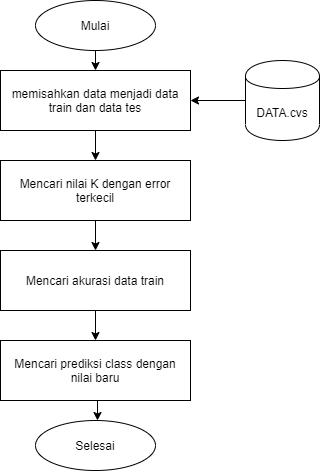 Mulai
memisahkan data menjadi data
train dan data tes
DATA.cvs
Mencari nilai K dengan error
terkecil
Mencari akurasi data train
Mencari prediksi class dengan
nilai baru
Selesai